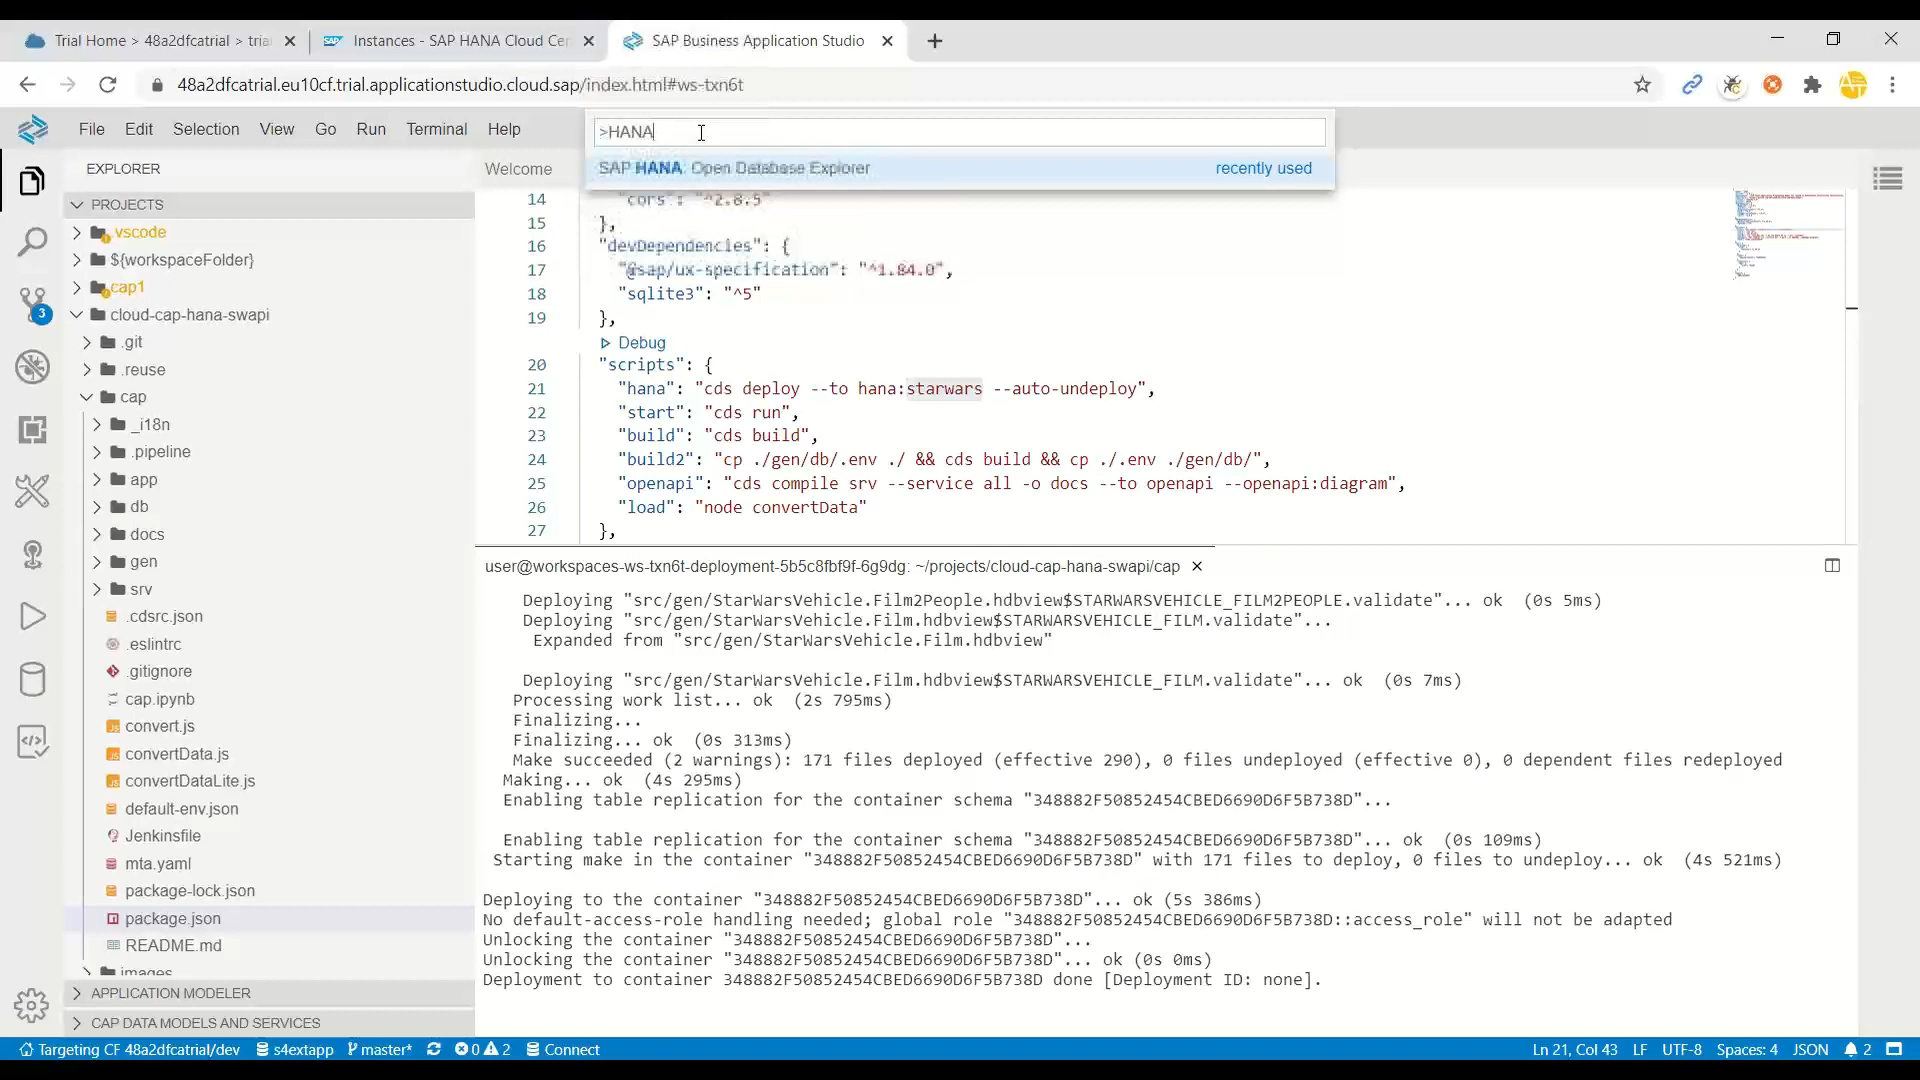 Trial Home > 48a2dfcatrial > tria
Instances - SAP HANA Cloud Cen
SAP Business Application Studio
48a2dfcatrial.eu10cf.trial.applicationstudio.cloud.sap/index.html#ws-txn6t
File Edit Selection View Go Run Terminal Help
>HANA
SAP HANA: Open Database Explorer recently used
EXPLORER
Welcome
PROJECTS
.vscode
${workspaceFolder}
cap1
3
cloud-cap-hana-swapi
.git
.reuse
cap
_i18n
.pipeline
app
db
docs
gen
srv
.cdsrc.json
.eslintrc
.gitignore
cap.ipynb
convert.js
convertData.js
convertDataLite.js
default-env.json
Jenkinsfile
mta.yaml
package-lock.json
package.json
README.md
images
APPLICATION MODELER
CAP DATA MODELS AND SERVICES
14 "cors": "^2.8.5"
15 },
16 "devDependencies": {
17 "@sap/ux-specification": "^1.84.0",
18 "sqlite3": "^5"
19 },
Debug
20 "scripts": {
21 "hana": "cds deploy --to hana:starwars --auto-undeploy",
22 "start": "cds run",
23 "build": "cds build",
24 "build2": "cp ./gen/db/.env ./ && cds build && cp ./.env ./gen/db/",
25 "openapi": "cds compile srv --service all -o docs --to openapi --openapi:diagram",
26 "load": "node convertData"
27 },
user@workspaces-ws-txn6t-deployment-5b5c8fbf9f-6g9dg: ~/projects/cloud-cap-hana-swapi/cap
Deploying "src/gen/StarWarsVehicle.Film2People.hdbview$STARWARSVEHICLE_FILM2PEOPLE.validate"... ok (0s 5ms)
Deploying "src/gen/StarWarsVehicle.Film.hdbview$STARWARSVEHICLE_FILM.validate"...
Expanded from "src/gen/StarWarsVehicle.Film.hdbview"
Deploying "src/gen/StarWarsVehicle.Film.hdbview$STARWARSVEHICLE_FILM.validate"... ok (0s 7ms)
Processing work list... ok (2s 795ms)
Finalizing...
Finalizing... ok (0s 313ms)
Make succeeded (2 warnings): 171 files deployed (effective 290), 0 files undeployed (effective 0), 0 dependent files redeployed
Making... ok (4s 295ms)
Enabling table replication for the container schema "348882F50852454CBED6690D6F5B738D"...
Enabling table replication for the container schema "348882F50852454CBED6690D6F5B738D"... ok (0s 109ms)
Starting make in the container "348882F50852454CBED6690D6F5B738D" with 171 files to deploy, 0 files to undeploy... ok (4s 521ms)
Deploying to the container "348882F50852454CBED6690D6F5B738D"... ok (5s 386ms)
No default-access-role handling needed; global role "348882F50852454CBED6690D6F5B738D::access_role" will not be adapted
Unlocking the container "348882F50852454CBED6690D6F5B738D"...
Unlocking the container "348882F50852454CBED6690D6F5B738D"... ok (0s 0ms)
Deployment to container 348882F50852454CBED6690D6F5B738D done [Deployment ID: none].
Targeting CF 48a2dfcatrial/dev s4extapp master* 0 2 Connect Ln 21, Col 43 LF UTF-8 Spaces: 4 JSON 2